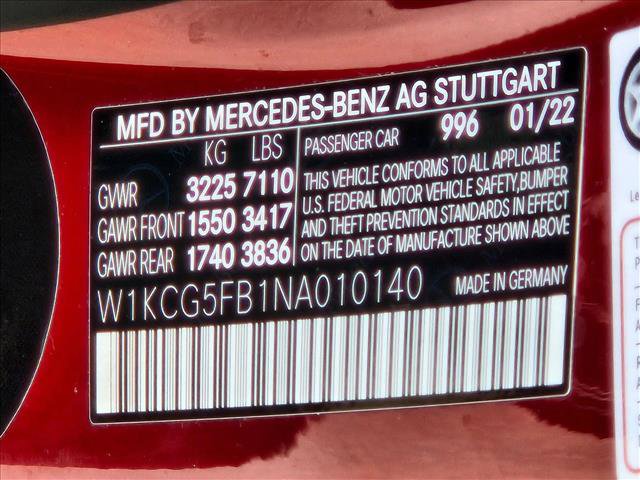 MFD BY MERCEDES-BENZ AG STUTTGART
KG LBS
GVWR 3225 7110
GAWR FRONT 1550 3417
GAWR REAR 1740 3836
PASSENGER CAR 996 01/22
THIS VEHICLE CONFORMS TO ALL APPLICABLE
U.S. FEDERAL MOTOR VEHICLE SAFETY,BUMPER
AND THEFT PREVENTION STANDARDS IN EFFECT
ON THE DATE OF MANUFACTURE SHOWN ABOVE
W1KCG5FB1NA010140 MADE IN GERMANY